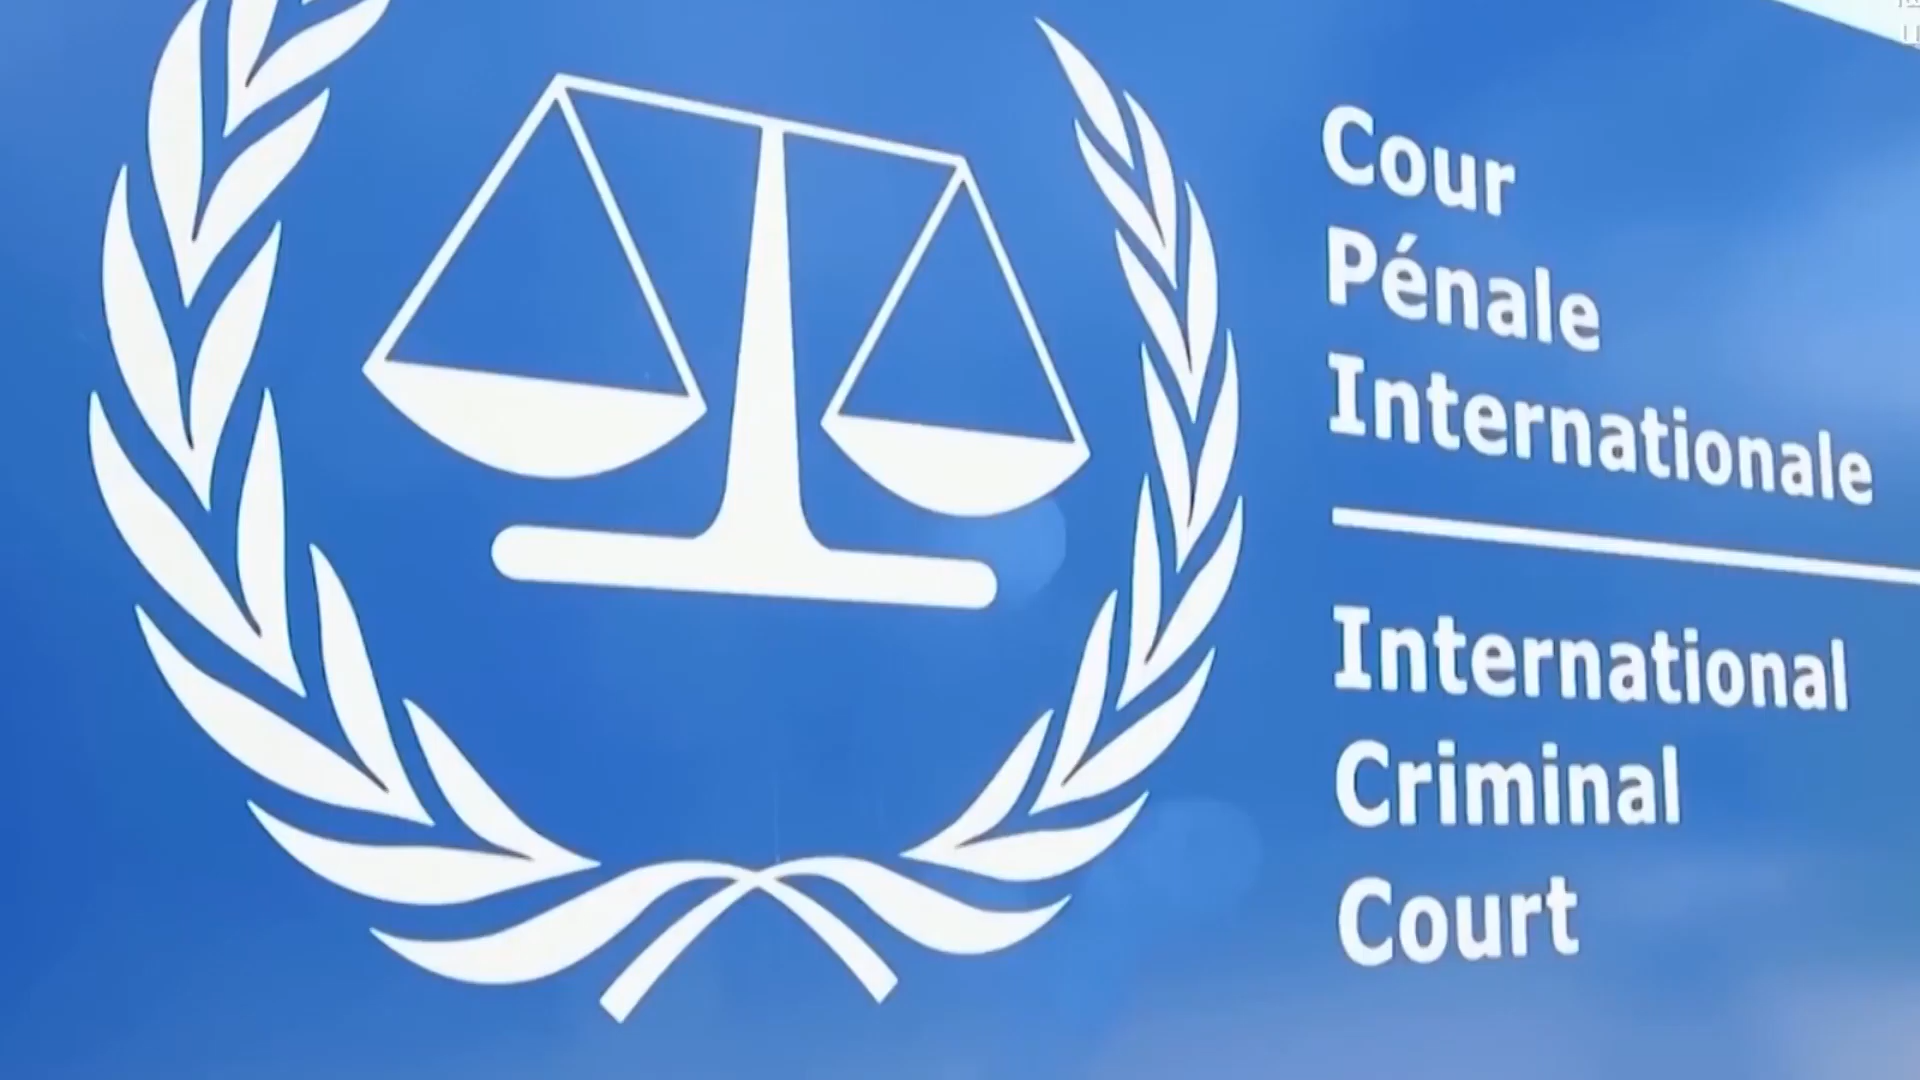 Cour
Pénale
Internationale
International
Criminal
Court